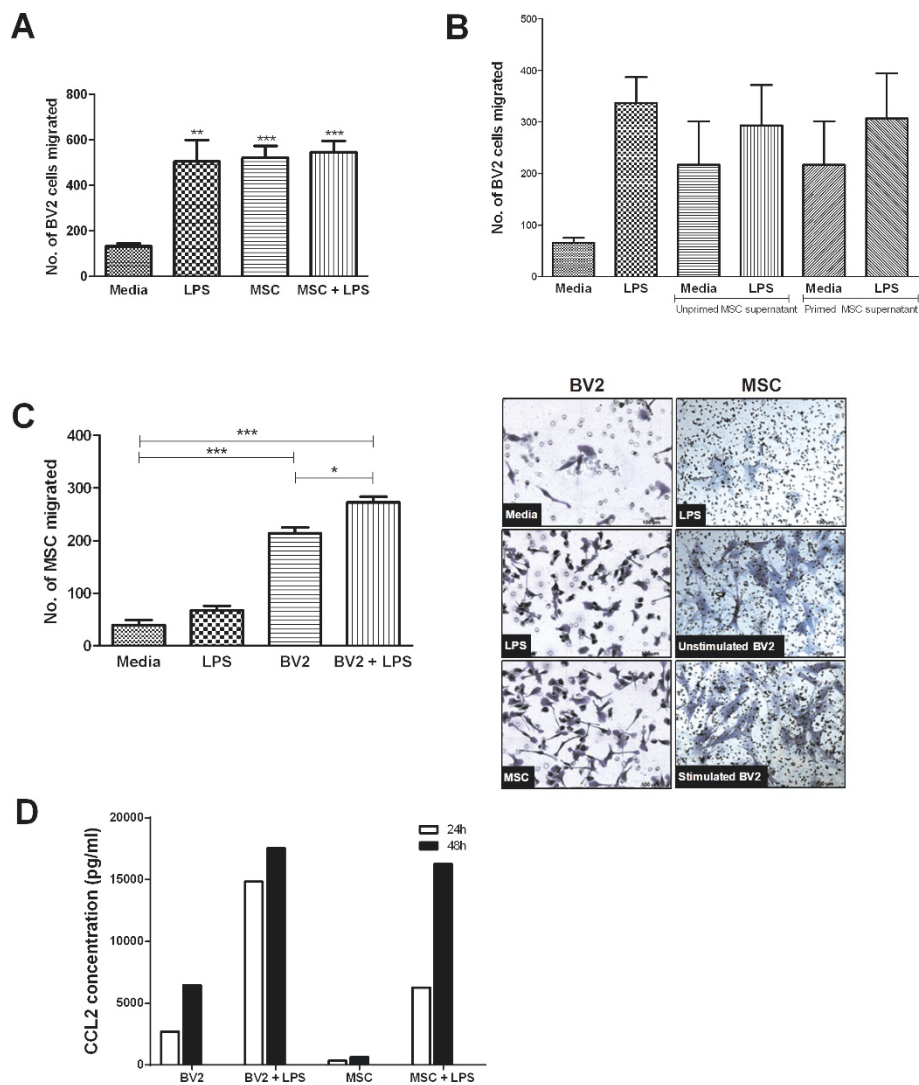 A
No. of BV2 cells migrated
800
600
400
200
0
**
***
***
Media LPS MSC MSC + LPS
B
No. of BV2 cells migrated
500
400
300
200
100
0
Media LPS Media LPS Media LPS
Unprimed MSC supernatant Primed MSC supernatant
C
No. of MSC migrated
400
300
200
100
0
***
***
*
Media LPS BV2 BV2 + LPS
BV2 MSC
Media LPS
LPS Unstimulated BV2
MSC Stimulated BV2
D
CCL2 concentration (pg/ml)
20000
15000
10000
5000
0
24h
48h
BV2 BV2 + LPS MSC MSC + LPS